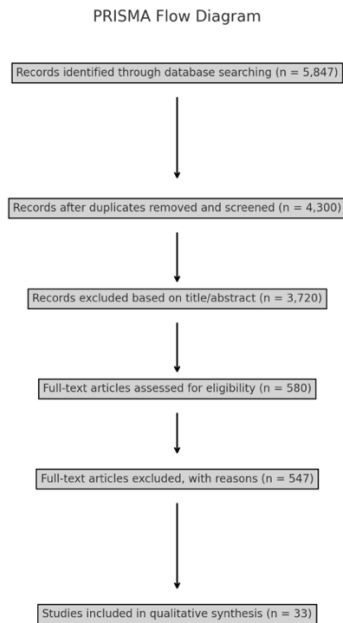 PRISMA Flow Diagram
Records identified through database searching (n = 5,847)
Records after duplicates removed and screened (n = 4,300)
Records excluded based on title/abstract (n = 3,720)
Full-text articles assessed for eligibility (n = 580)
Full-text articles excluded, with reasons (n = 547)
Studies included in qualitative synthesis (n = 33)